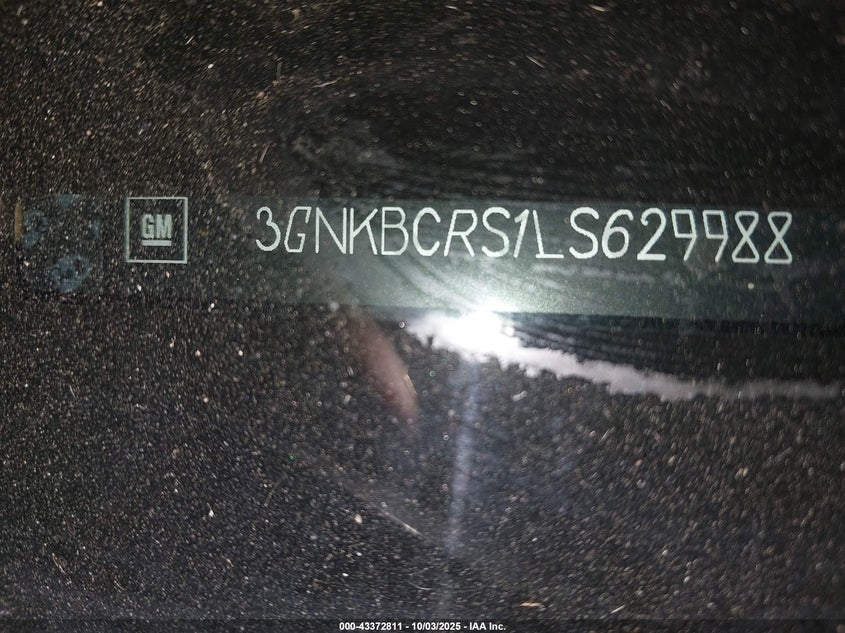 GM 3GNKBCRS1LS629988
000-43372811 - 10/03/2025 - IAA Inc.